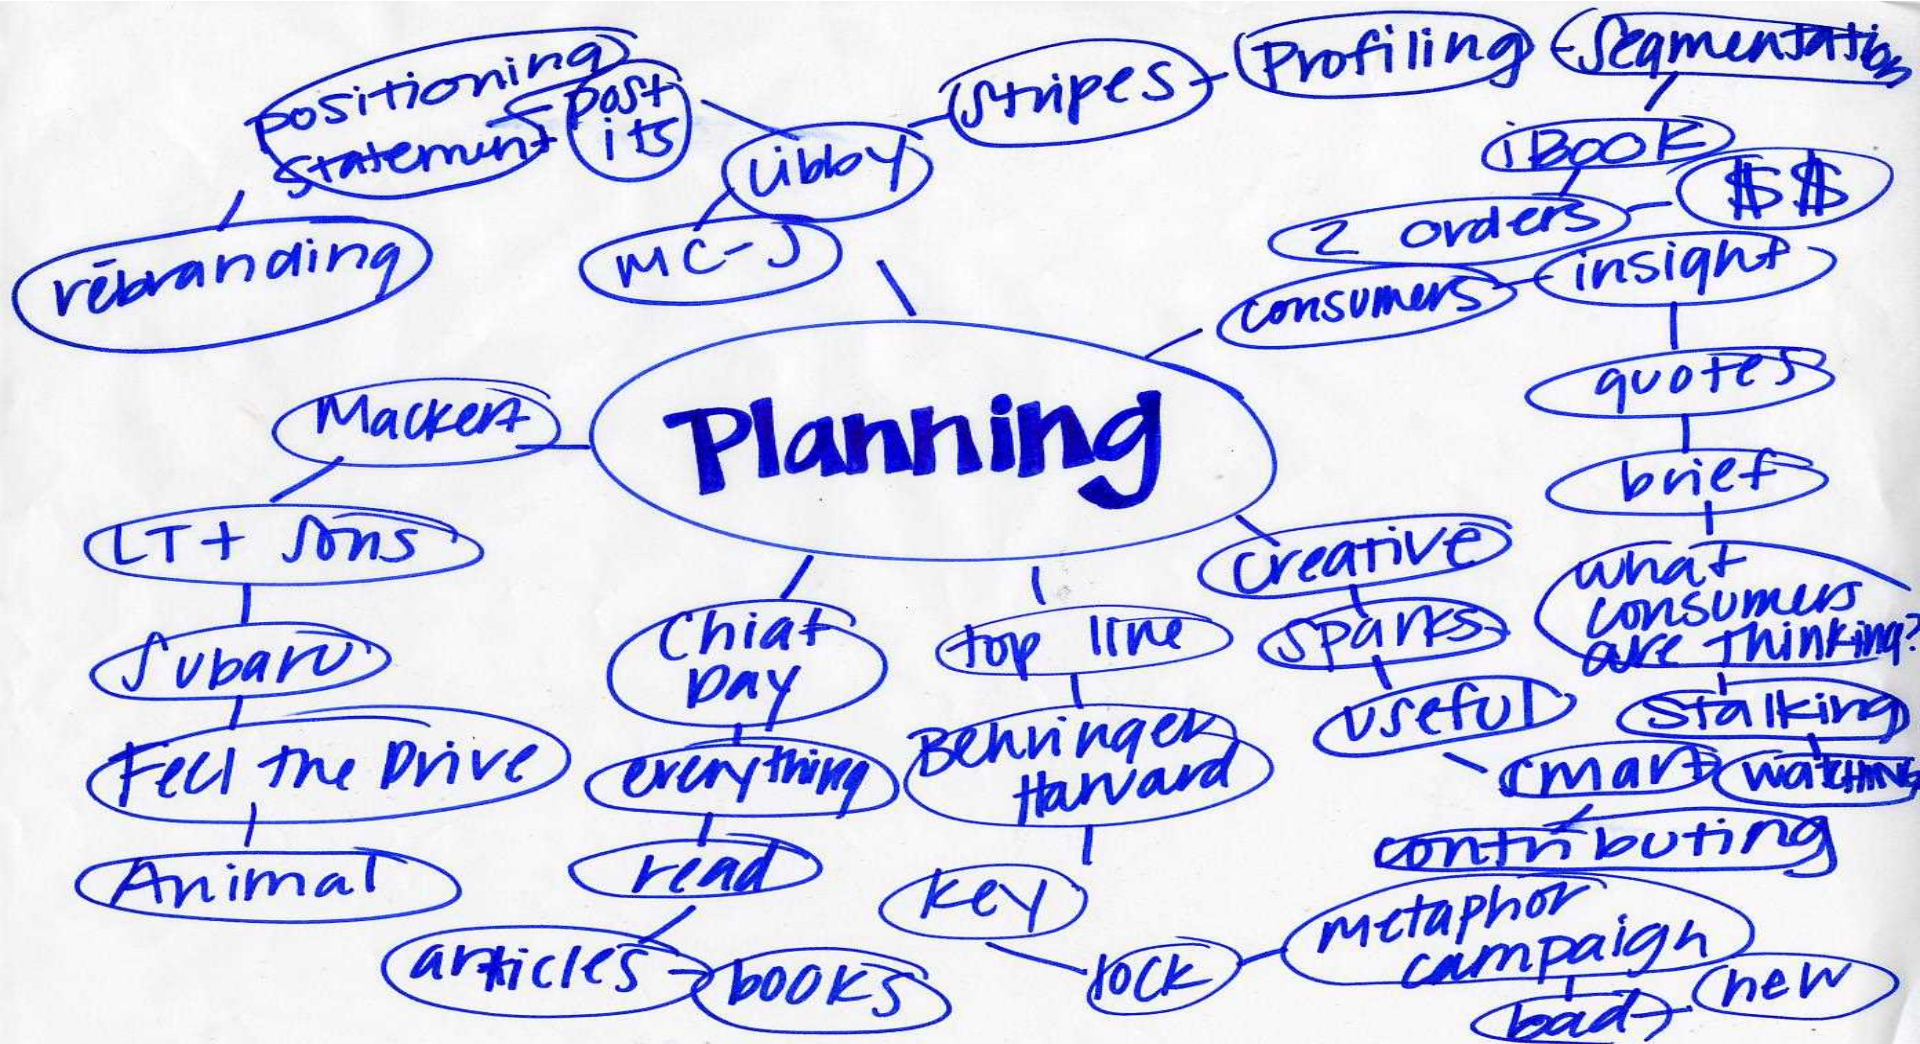 positioning
statement
post
its
Libby
MC-J
rebranding
Stripes
Profiling
Segmentation
iBOOK
$$
2 orders
consumers
insight
quotes
brief
what
consumers
are thinking?
stalking
watching
Planning
Mackert
LT + Sons
Subaru
Feel the Drive
Animal
Chiat
Day
everything
read
articles
books
top line
Behringer
Harvard
key
lock
metaphor
campaign
bad
new
creative
sparks
useful
smart
contributing